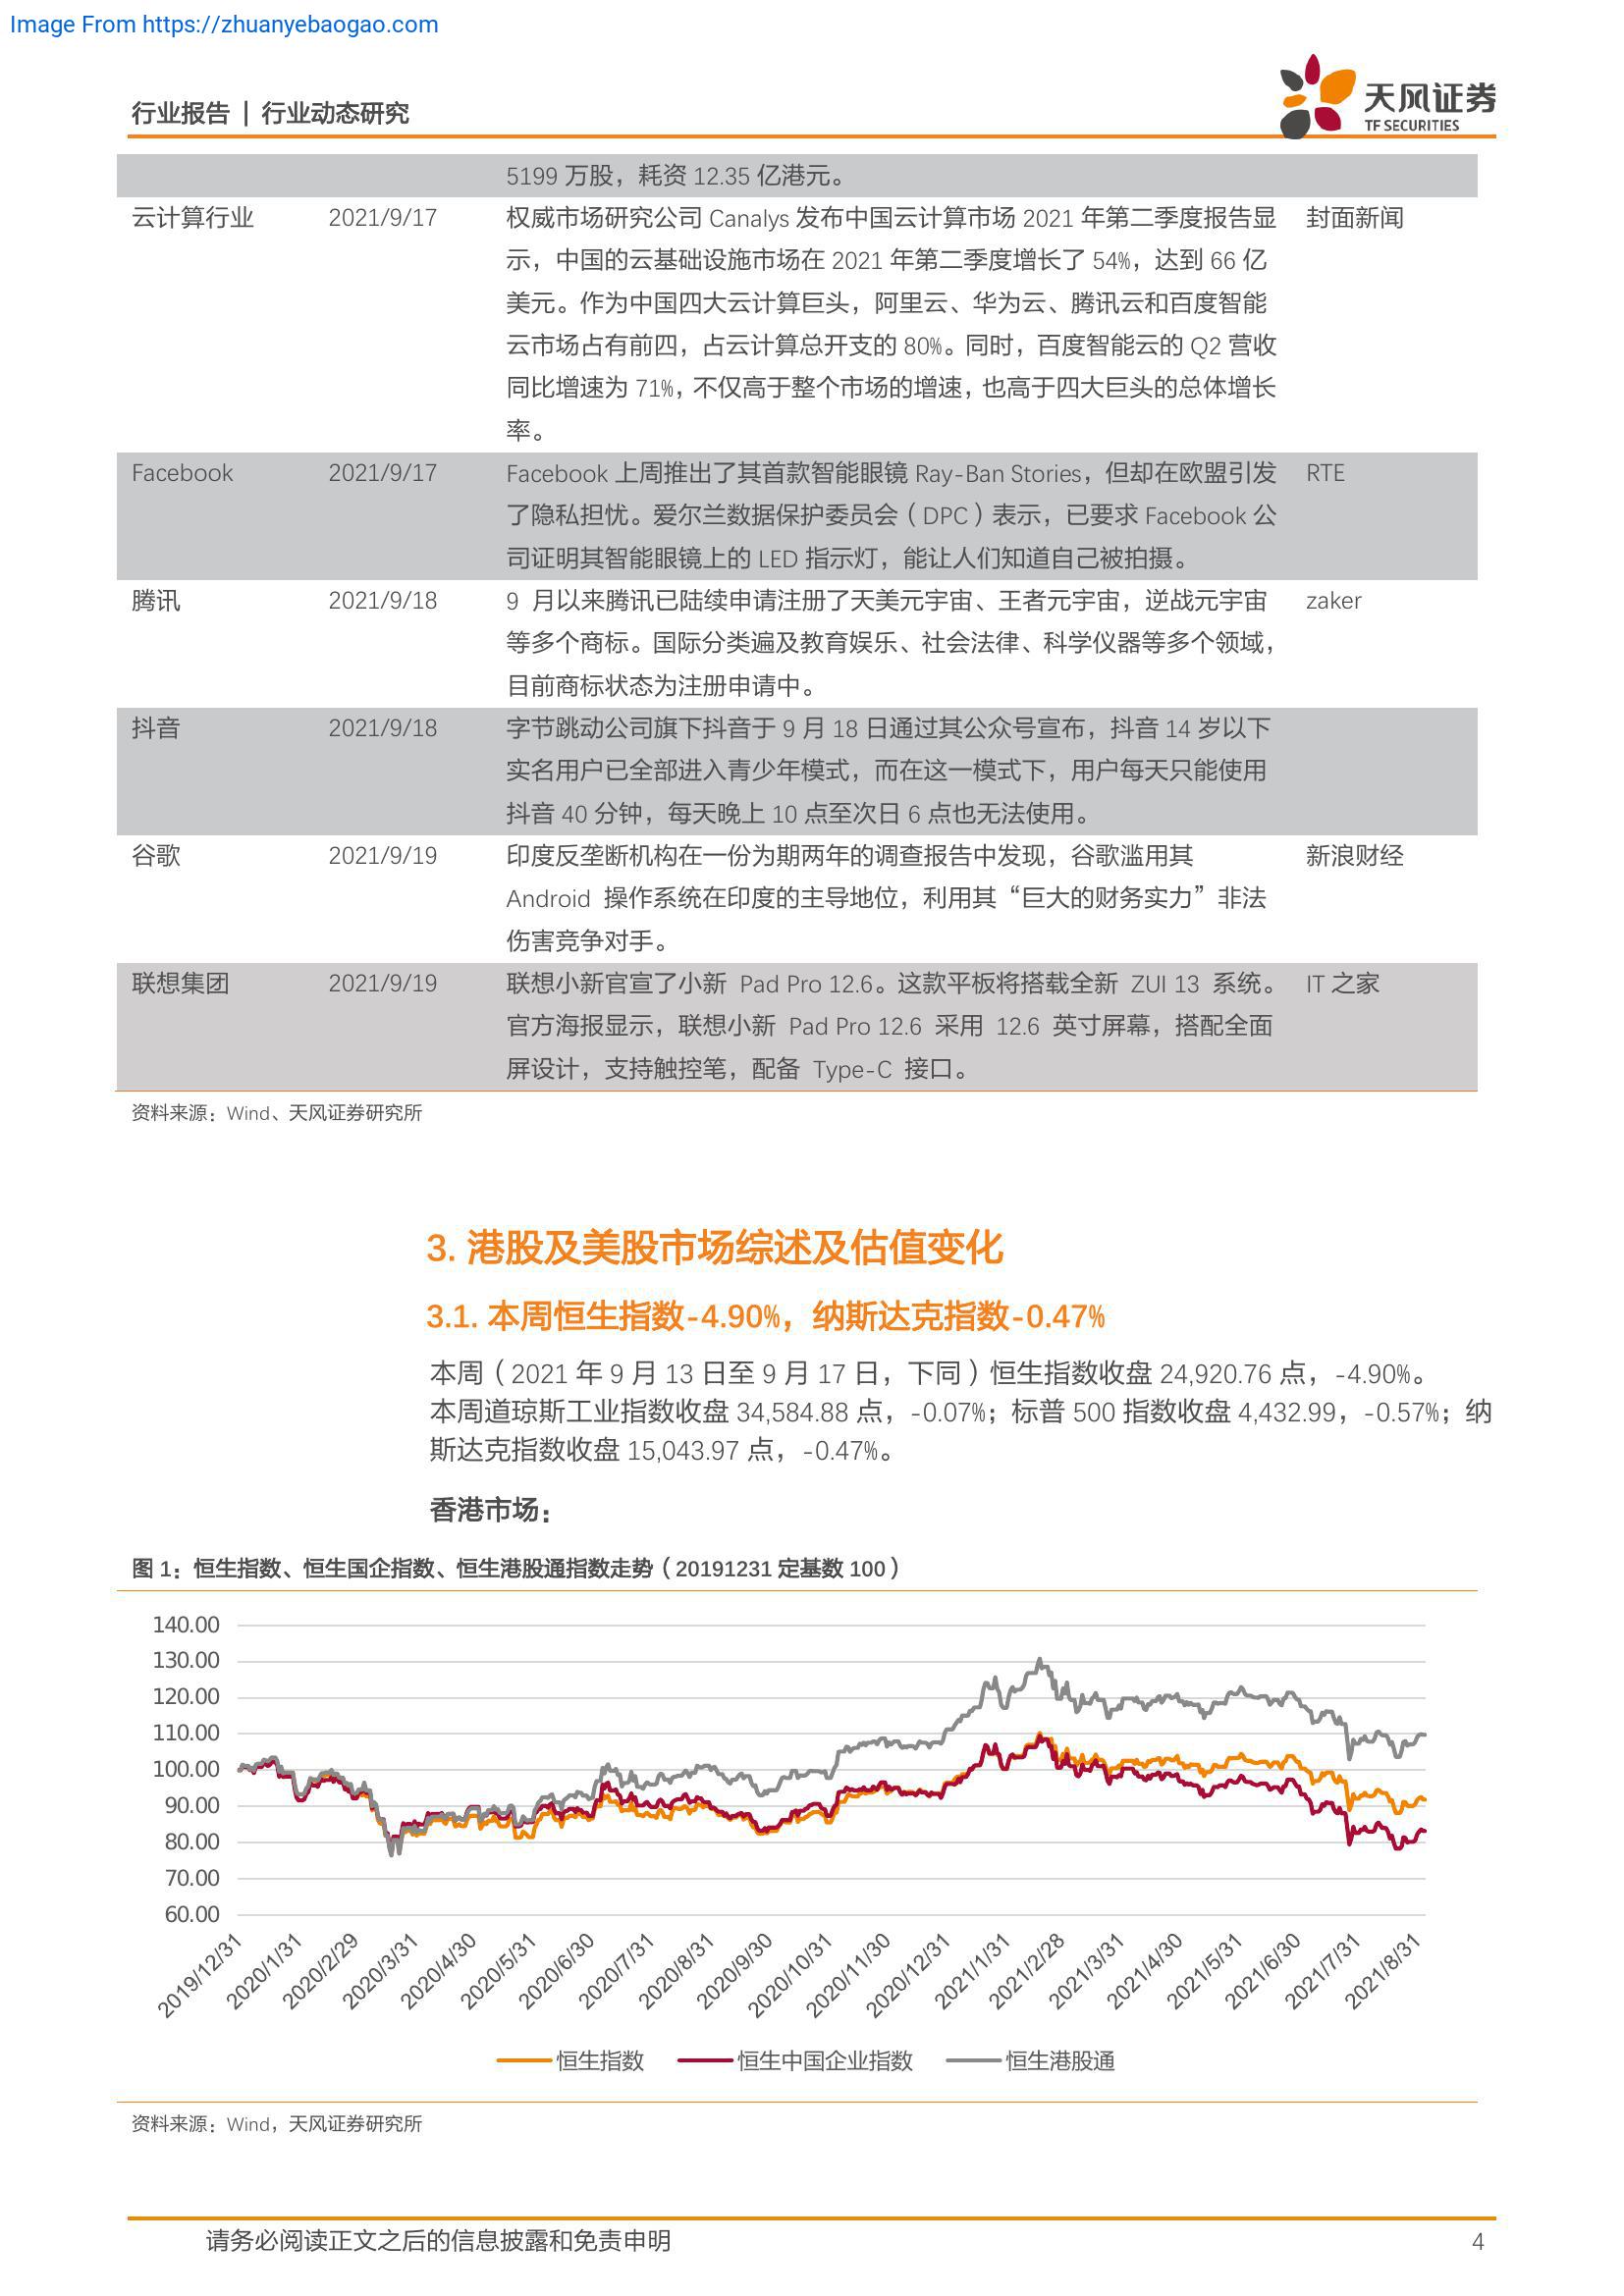 Image From https://zhuanyebaogao.com
行业报告 | 行业动态研究
天风证券
TF SECURITIES
5199 万股，耗资 12.35 亿港元。
云计算行业 2021/9/17 权威市场研究公司 Canalys 发布中国云计算市场 2021 年第二季度报告显 封面新闻
示，中国的云基础设施市场在 2021 年第二季度增长了 54%，达到 66 亿
美元。作为中国四大云计算巨头，阿里云、华为云、腾讯云和百度智能
云市场占有前四，占云计算总开支的 80%。同时，百度智能云的 Q2 营收
同比增速为 71%，不仅高于整个市场的增速，也高于四大巨头的总体增长
率。
Facebook 2021/9/17 Facebook 上周推出了其首款智能眼镜 Ray-Ban Stories，但却在欧盟引发 RTE
了隐私担忧。爱尔兰数据保护委员会（DPC）表示，已要求 Facebook 公
司证明其智能眼镜上的 LED 指示灯，能让人们知道自己被拍摄。
腾讯 2021/9/18 9 月以来腾讯已陆续申请注册了天美元宇宙、王者元宇宙，逆战元宇宙 zaker
等多个商标。国际分类遍及教育娱乐、社会法律、科学仪器等多个领域，
目前商标状态为注册申请中。
抖音 2021/9/18 字节跳动公司旗下抖音于 9 月 18 日通过其公众号宣布，抖音 14 岁以下
实名用户已全部进入青少年模式，而在这一模式下，用户每天只能使用
抖音 40 分钟，每天晚上 10 点至次日 6 点也无法使用。
谷歌 2021/9/19 印度反垄断机构在一份为期两年的调查报告中发现，谷歌滥用其 新浪财经
Android 操作系统在印度的主导地位，利用其“巨大的财务实力”非法
伤害竞争对手。
联想集团 2021/9/19 联想小新官宣了小新 Pad Pro 12.6。这款平板将搭载全新 ZUI 13 系统。 IT 之家
官方海报显示，联想小新 Pad Pro 12.6 采用 12.6 英寸屏幕，搭配全面
屏设计，支持触控笔，配备 Type-C 接口。
资料来源：Wind、天风证券研究所
3. 港股及美股市场综述及估值变化
3.1. 本周恒生指数-4.90%，纳斯达克指数-0.47%
本周（2021 年 9 月 13 日至 9 月 17 日，下同）恒生指数收盘 24,920.76 点，-4.90%。
本周道琼斯工业指数收盘 34,584.88 点，-0.07%；标普 500 指数收盘 4,432.99，-0.57%；纳
斯达克指数收盘 15,043.97 点，-0.47%。
香港市场：
图 1：恒生指数、恒生国企指数、恒生港股通指数走势（20191231 定基数 100）
140.00
130.00
120.00
110.00
100.00
90.00
80.00
70.00
60.00
2019/12/31 2020/1/31 2020/2/29 2020/3/31 2020/4/30 2020/5/31 2020/6/30 2020/7/31 2020/8/31 2020/9/30 2020/10/31 2020/11/30 2020/12/31 2021/1/31 2021/2/28 2021/3/31 2021/4/30 2021/5/31 2021/6/30 2021/7/31 2021/8/31
恒生指数 恒生中国企业指数 恒生港股通
资料来源：Wind，天风证券研究所
请务必阅读正文之后的信息披露和免责申明 4